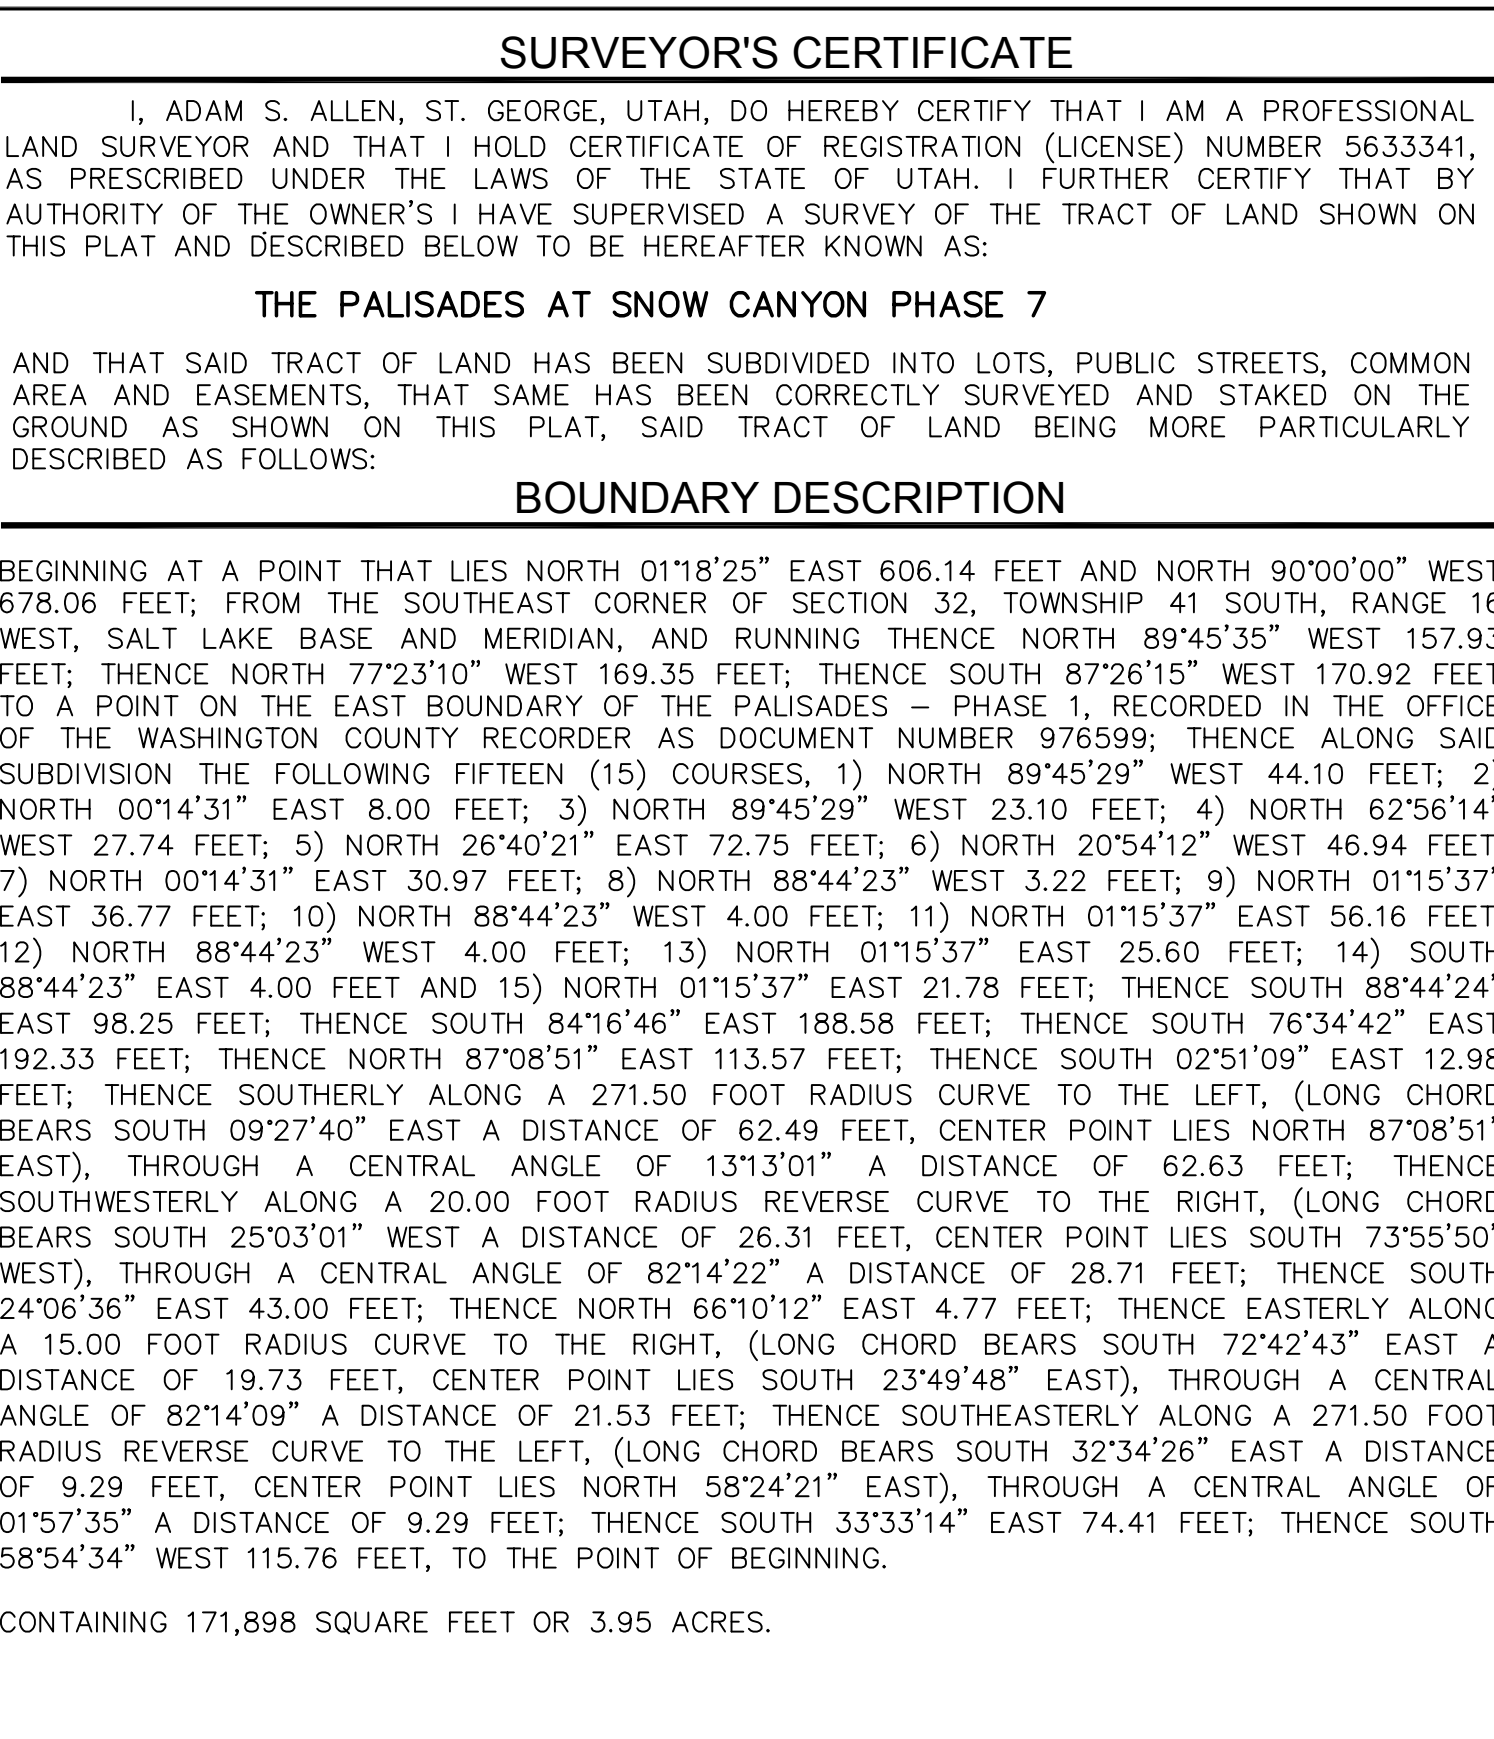 SURVEYOR'S CERTIFICATE
I, ADAM S. ALLEN, ST. GEORGE, UTAH, DO HEREBY CERTIFY THAT I AM A PROFESSIONAL
LAND SURVEYOR AND THAT I HOLD CERTIFICATE OF REGISTRATION (LICENSE) NUMBER 5633341,
AS PRESCRIBED UNDER THE LAWS OF THE STATE OF UTAH. I FURTHER CERTIFY THAT BY
AUTHORITY OF THE OWNER'S I HAVE SUPERVISED A SURVEY OF THE TRACT OF LAND SHOWN ON
THIS PLAT AND DESCRIBED BELOW TO BE HEREAFTER KNOWN AS:
THE PALISADES AT SNOW CANYON PHASE 7
AND THAT SAID TRACT OF LAND HAS BEEN SUBDIVIDED INTO LOTS, PUBLIC STREETS, COMMON
AREA AND EASEMENTS, THAT SAME HAS BEEN CORRECTLY SURVEYED AND STAKED ON THE
GROUND AS SHOWN ON THIS PLAT, SAID TRACT OF LAND BEING MORE PARTICULARLY
DESCRIBED AS FOLLOWS:
BOUNDARY DESCRIPTION
BEGINNING AT A POINT THAT LIES NORTH 01°18'25" EAST 606.14 FEET AND NORTH 90°00'00" WEST
678.06 FEET; FROM THE SOUTHEAST CORNER OF SECTION 32, TOWNSHIP 41 SOUTH, RANGE 16
WEST, SALT LAKE BASE AND MERIDIAN, AND RUNNING THENCE NORTH 89°45'35" WEST 157.93
FEET; THENCE NORTH 77°23'10" WEST 169.35 FEET; THENCE SOUTH 87°26'15" WEST 170.92 FEET
TO A POINT ON THE EAST BOUNDARY OF THE PALISADES – PHASE 1, RECORDED IN THE OFFICE
OF THE WASHINGTON COUNTY RECORDER AS DOCUMENT NUMBER 976599; THENCE ALONG SAID
SUBDIVISION THE FOLLOWING FIFTEEN (15) COURSES, 1) NORTH 89°45'29" WEST 44.10 FEET; 2)
NORTH 00°14'31" EAST 8.00 FEET; 3) NORTH 89°45'29" WEST 23.10 FEET; 4) NORTH 62°56'14"
WEST 27.74 FEET; 5) NORTH 26°40'21" EAST 72.75 FEET; 6) NORTH 20°54'12" WEST 46.94 FEET
7) NORTH 00°14'31" EAST 30.97 FEET; 8) NORTH 88°44'23" WEST 3.22 FEET; 9) NORTH 01°15'37"
EAST 36.77 FEET; 10) NORTH 88°44'23" WEST 4.00 FEET; 11) NORTH 01°15'37" EAST 56.16 FEET
12) NORTH 88°44'23" WEST 4.00 FEET; 13) NORTH 01°15'37" EAST 25.60 FEET; 14) SOUTH
88°44'23" EAST 4.00 FEET AND 15) NORTH 01°15'37" EAST 21.78 FEET; THENCE SOUTH 88°44'24"
EAST 98.25 FEET; THENCE SOUTH 84°16'46" EAST 188.58 FEET; THENCE SOUTH 76°34'42" EAST
192.33 FEET; THENCE NORTH 87°08'51" EAST 113.57 FEET; THENCE SOUTH 02°51'09" EAST 12.98
FEET; THENCE SOUTHERLY ALONG A 271.50 FOOT RADIUS CURVE TO THE LEFT, (LONG CHORD
BEARS SOUTH 09°27'40" EAST A DISTANCE OF 62.49 FEET, CENTER POINT LIES NORTH 87°08'51"
EAST), THROUGH A CENTRAL ANGLE OF 13°13'01" A DISTANCE OF 62.63 FEET; THENCE
SOUTHWESTERLY ALONG A 20.00 FOOT RADIUS REVERSE CURVE TO THE RIGHT, (LONG CHORD
BEARS SOUTH 25°03'01" WEST A DISTANCE OF 26.31 FEET, CENTER POINT LIES SOUTH 73°55'50"
WEST), THROUGH A CENTRAL ANGLE OF 82°14'22" A DISTANCE OF 28.71 FEET; THENCE SOUTH
24°06'36" EAST 43.00 FEET; THENCE NORTH 66°10'12" EAST 4.77 FEET; THENCE EASTERLY ALONG
A 15.00 FOOT RADIUS CURVE TO THE RIGHT, (LONG CHORD BEARS SOUTH 72°42'43" EAST A
DISTANCE OF 19.73 FEET, CENTER POINT LIES SOUTH 23°49'48" EAST), THROUGH A CENTRAL
ANGLE OF 82°14'09" A DISTANCE OF 21.53 FEET; THENCE SOUTHEASTERLY ALONG A 271.50 FOOT
RADIUS REVERSE CURVE TO THE LEFT, (LONG CHORD BEARS SOUTH 32°34'26" EAST A DISTANCE
OF 9.29 FEET, CENTER POINT LIES NORTH 58°24'21" EAST), THROUGH A CENTRAL ANGLE OF
01°57'35" A DISTANCE OF 9.29 FEET; THENCE SOUTH 33°33'14" EAST 74.41 FEET; THENCE SOUTH
58°54'34" WEST 115.76 FEET, TO THE POINT OF BEGINNING.
CONTAINING 171,898 SQUARE FEET OR 3.95 ACRES.